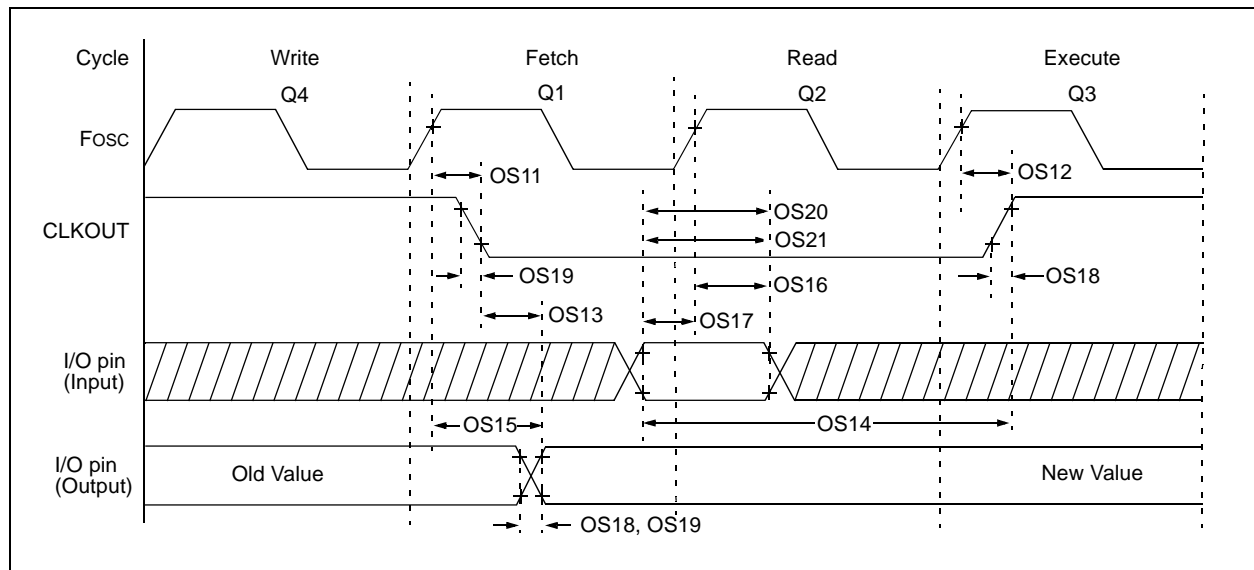 Cycle Write Fetch Read Execute
Q4 Q1 Q2 Q3
Fosc
OS11 OS12
CLKOUT OS20
OS21
OS19 OS16 OS18
OS13 OS17
I/O pin
(Input)
OS15 OS14
I/O pin
(Output)
Old Value New Value
OS18, OS19